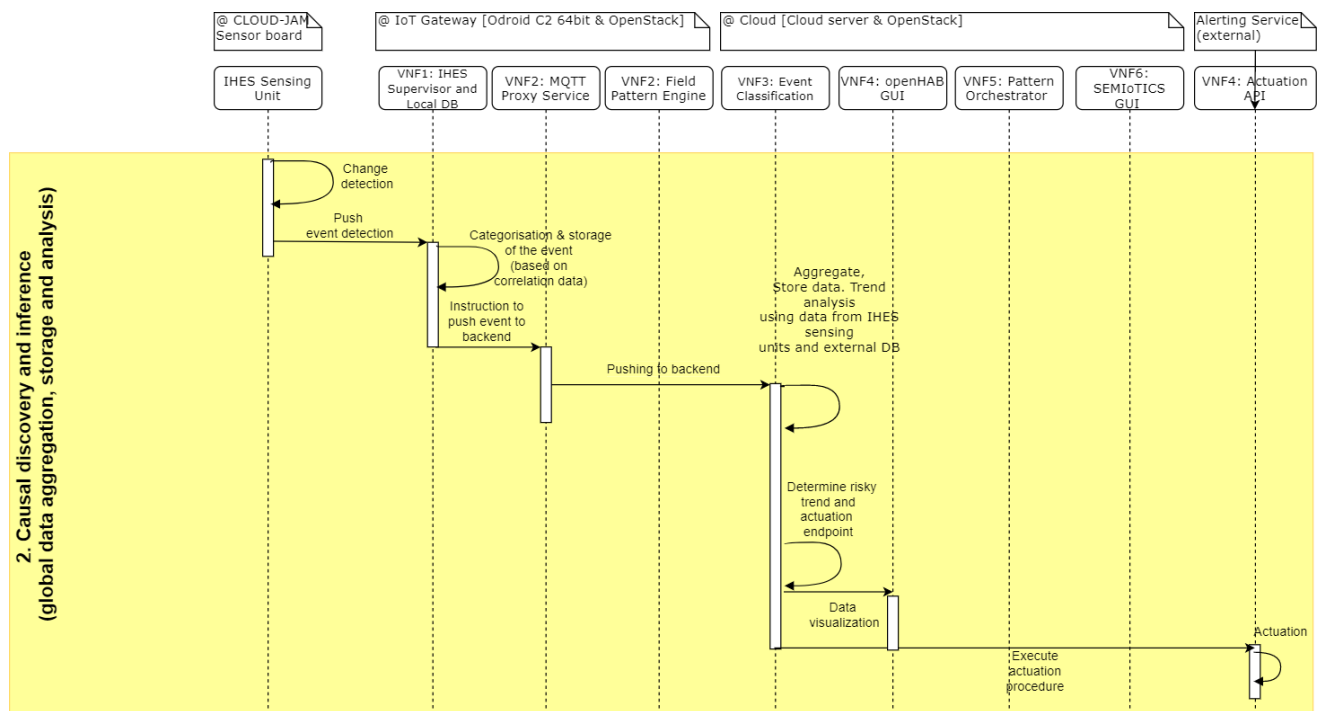 @ CLOUD-JAM
Sensor board
@ IoT Gateway [Odroid C2 64bit & OpenStack]
@ Cloud [Cloud server & OpenStack]
Alerting Service
(external)
IHES Sensing
Unit
VNF1: IHES
Supervisor and
Local DB
VNF2: MQTT
Proxy Service
VNF2: Field
Pattern Engine
VNF3: Event
Classification
VNF4: openHAB
GUI
VNF5: Pattern
Orchestrator
VNF6:
SEMIoTICS
GUI
VNF4: Actuation
API
2. Causal discovery and inference
(global data aggregation, storage and analysis)
Change
detection
Push
event detection
Categorisation & storage
of the event
(based on
correlation data)
Instruction to
push event to
backend
Pushing to backend
Aggregate,
Store data. Trend
analysis
using data from IHES
sensing
units and external DB
Determine risky
trend and
actuation
endpoint
Data
visualization
Execute
actuation
procedure
Actuation